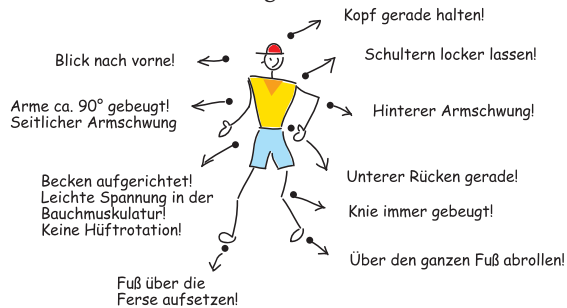 Kopf gerade halten!
Blick nach vorne!
Schultern locker lassen!
Arme ca. 90° gebeugt!
Seitlicher Armschwung
Hinterer Armschwung!
Becken aufgerichtet!
Leichte Spannung in der
Bauchmuskulatur!
Keine Hüftrotation!
Unterer Rücken gerade!
Knie immer gebeugt!
Über den ganzen Fuß abrollen!
Fuß über die
Ferse aufsetzen!